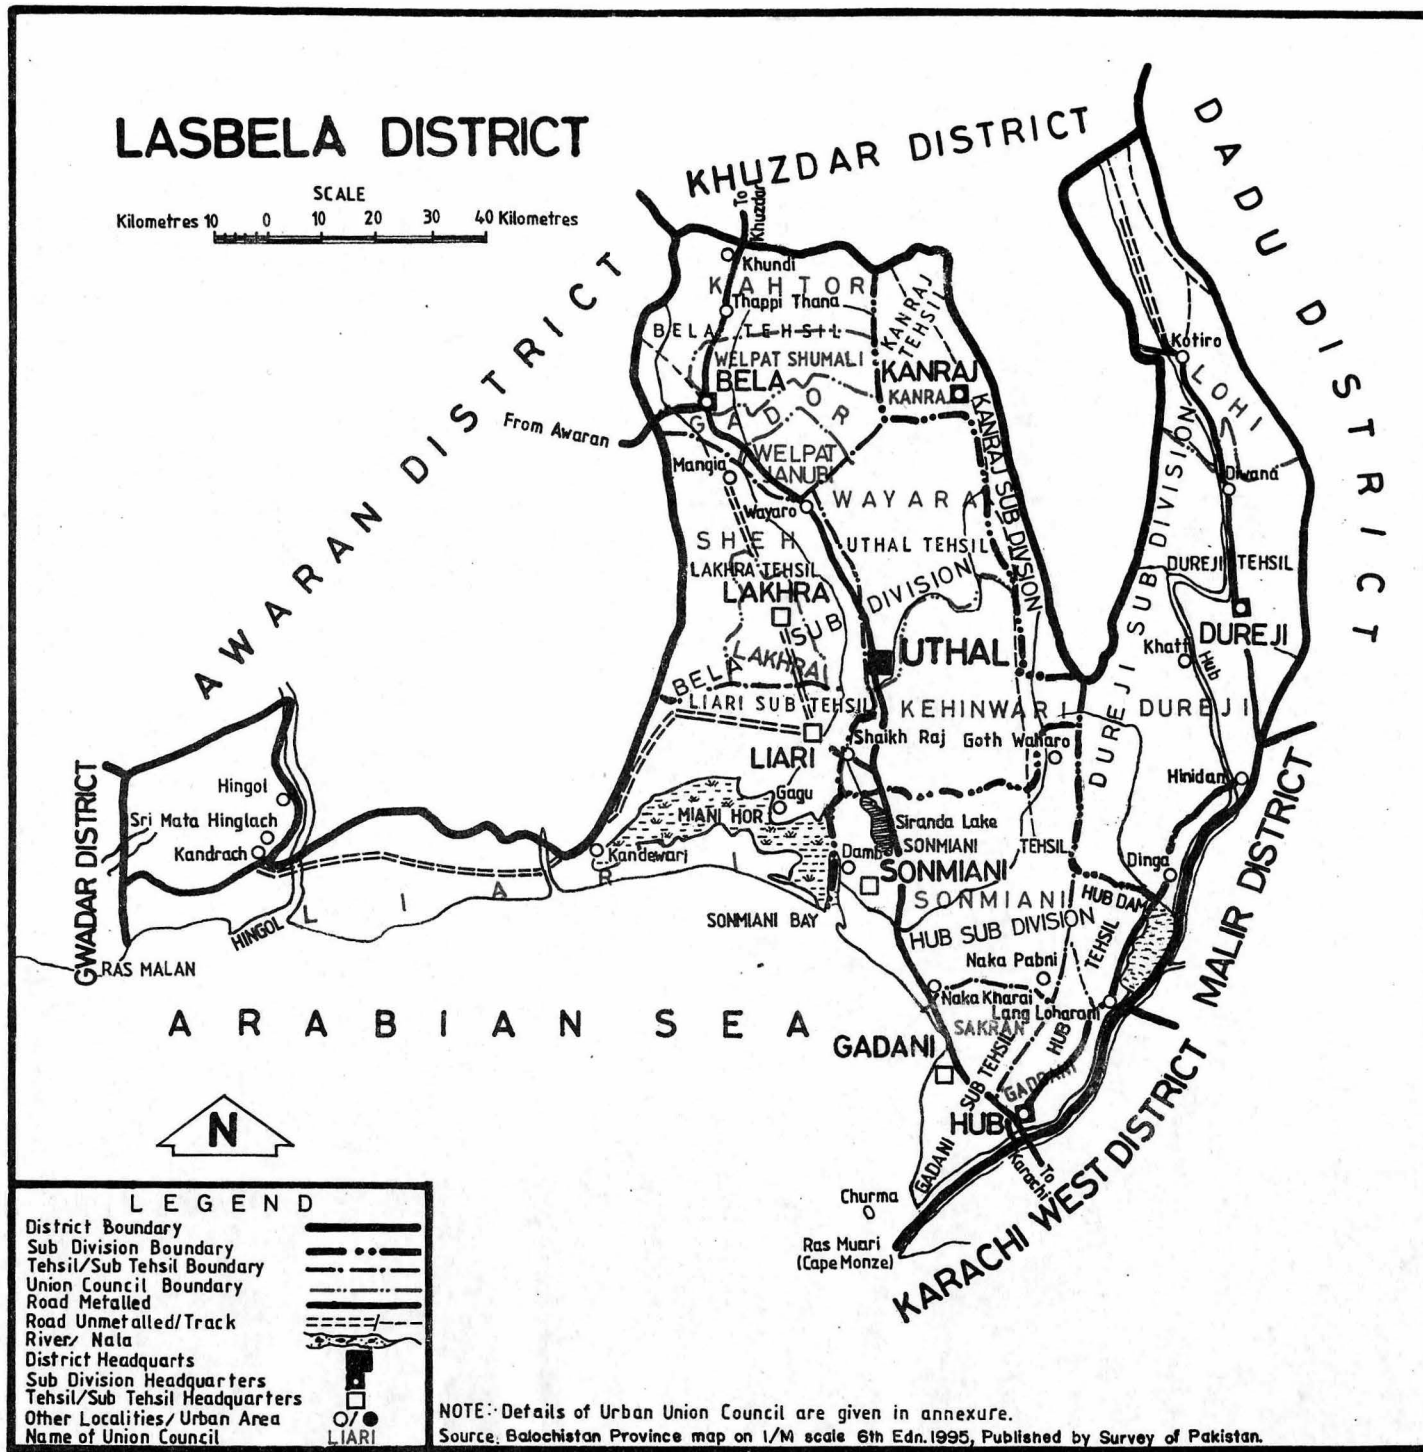 LASBELA DISTRICT
SCALE
Kilometres 10 0 10 20 30 40 Kilometres
KHUZDAR DISTRICT
DADU DISTRICT
AWARAN DISTRICT
To Khuzdar
Khundi
KAHTOR
Thappi Thana
BELA TEHSIL
WELPAT SHUMALI
BELA
KANRAJ TEHSIL
KANRAJ
KANRAJ
Kotiro
LOHI
From Awaran
GADOR
WELPAT JANUBI
Mangia
KANRAJ SUB DIVISION
Diwana
Wayaro
WAYARA
SHEH
UTHAL TEHSIL
LAKHRA TEHSIL
DUREJI TEHSIL
LAKHRA
BELA SUB DIVISION
DUREJI
DUREJI SUB DIVISION
Khatt
Hub
LAKHRA
UTHAL
LIARI SUB TEHSIL
KEHINWARI
DUREJI
Shaikh Raj
Goth Waharo
LIARI
Hinidan
GWADAR DISTRICT
Hingol
Gagu
MIANI HOR
Sri Mata Hinglach
Siranda Lake
Kandrach
Kandewari
SONMIANI TEHSIL
Damb
Dinga
SONMIANI
LIARI
SONMIANI
HUB DAM
MALIR DISTRICT
HINGOL
SONMIANI BAY
HUB SUB DIVISION
RAS MALAN
Naka Pabni
HUB TEHSIL
Naka Kharai
Lang Loharani
ARABIAN SEA
SAKRAN
GADANI
GADDANI
HUB
GADANI SUB TEHSIL
To Karachi
KARACHI WEST DISTRICT
Churma
Ras Muari
(Cape Monze)
N
LEGEND
District Boundary
Sub Division Boundary
Tehsil/Sub Tehsil Boundary
Union Council Boundary
Road Metalled
Road Unmetalled/Track
River/ Nala
District Headquarts
Sub Division Headquarters
Tehsil/Sub Tehsil Headquarters
Other Localities/ Urban Area
Name of Union Council LIARI
NOTE:- Details of Urban Union Council are given in annexure.
Source: Balochistan Province map on 1/M scale 6th Edn.1995, Published by Survey of Pakistan.